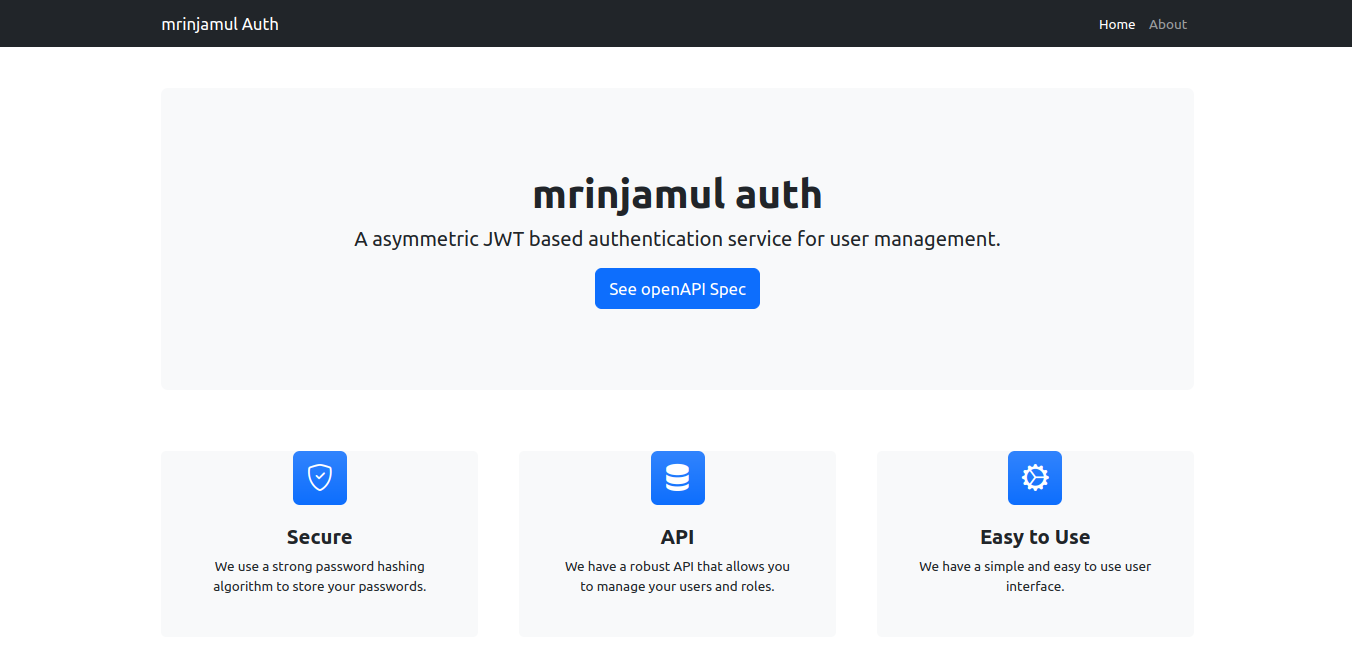 mrinjamul Auth
Home About
mrinjamul auth
A asymmetric JWT based authentication service for user management.
See openAPI Spec
Secure
We use a strong password hashing
algorithm to store your passwords.
API
We have a robust API that allows you
to manage your users and roles.
Easy to Use
We have a simple and easy to use user
interface.